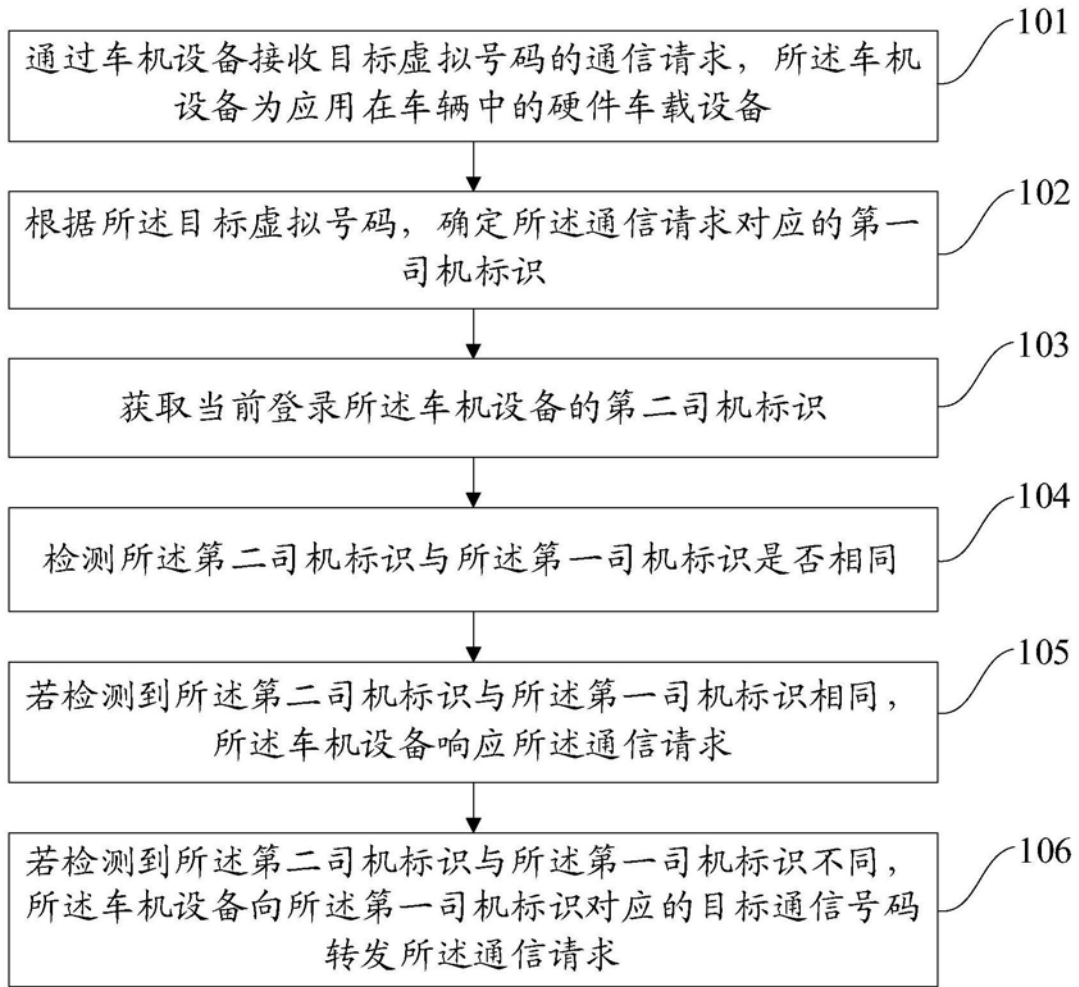 101
通过车机设备接收目标虚拟号码的通信请求，所述车机
设备为应用在车辆中的硬件车载设备
102
根据所述目标虚拟号码，确定所述通信请求对应的第一
司机标识
103
获取当前登录所述车机设备的第二司机标识
104
检测所述第二司机标识与所述第一司机标识是否相同
105
若检测到所述第二司机标识与所述第一司机标识相同，
所述车机设备响应所述通信请求
106
若检测到所述第二司机标识与所述第一司机标识不同，
所述车机设备向所述第一司机标识对应的目标通信号码
转发所述通信请求